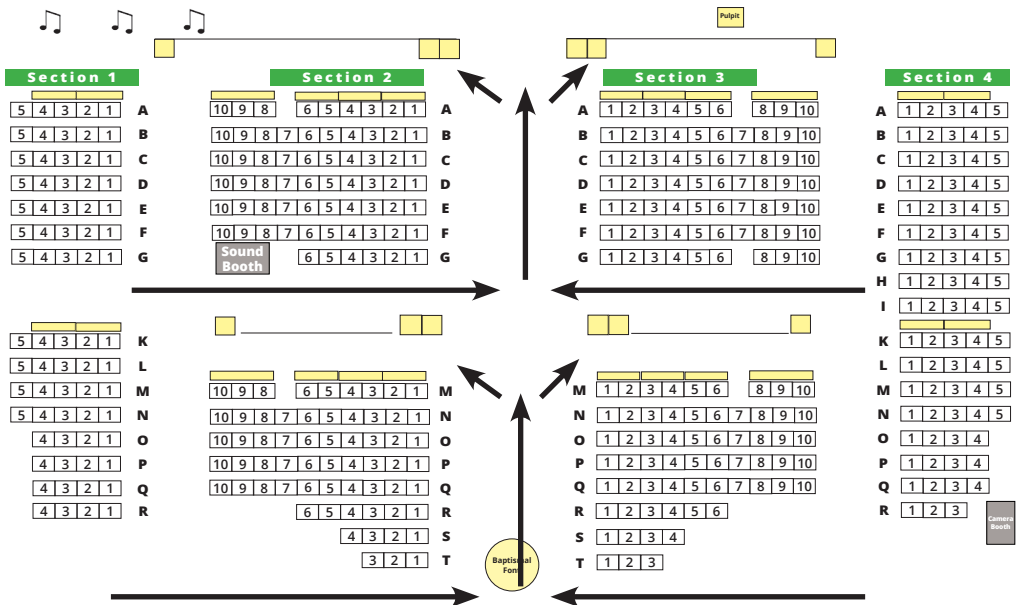 Pulpit
Section 1
5 4 3 2 1 A
5 4 3 2 1 B
5 4 3 2 1 C
5 4 3 2 1 D
5 4 3 2 1 E
5 4 3 2 1 F
5 4 3 2 1 G
5 4 3 2 1 K
5 4 3 2 1 L
5 4 3 2 1 M
5 4 3 2 1 N
4 3 2 1 O
4 3 2 1 P
4 3 2 1 Q
4 3 2 1 R
Section 2
10 9 8 6 5 4 3 2 1 A
10 9 8 7 6 5 4 3 2 1 B
10 9 8 7 6 5 4 3 2 1 C
10 9 8 7 6 5 4 3 2 1 D
10 9 8 7 6 5 4 3 2 1 E
10 9 8 7 6 5 4 3 2 1 F
Sound
Booth
6 5 4 3 2 1 G
10 9 8 6 5 4 3 2 1 M
10 9 8 7 6 5 4 3 2 1 N
10 9 8 7 6 5 4 3 2 1 O
10 9 8 7 6 5 4 3 2 1 P
10 9 8 7 6 5 4 3 2 1 Q
6 5 4 3 2 1 R
4 3 2 1 S
3 2 1 T
Baptismal
Font
Section 3
A 1 2 3 4 5 6 8 9 10
B 1 2 3 4 5 6 7 8 9 10
C 1 2 3 4 5 6 7 8 9 10
D 1 2 3 4 5 6 7 8 9 10
E 1 2 3 4 5 6 7 8 9 10
F 1 2 3 4 5 6 7 8 9 10
G 1 2 3 4 5 6 8 9 10
M 1 2 3 4 5 6 8 9 10
N 1 2 3 4 5 6 7 8 9 10
O 1 2 3 4 5 6 7 8 9 10
P 1 2 3 4 5 6 7 8 9 10
Q 1 2 3 4 5 6 7 8 9 10
R 1 2 3 4 5 6
S 1 2 3 4
T 1 2 3
Section 4
A 1 2 3 4 5
B 1 2 3 4 5
C 1 2 3 4 5
D 1 2 3 4 5
E 1 2 3 4 5
F 1 2 3 4 5
G 1 2 3 4 5
H 1 2 3 4 5
I 1 2 3 4 5
K 1 2 3 4 5
L 1 2 3 4 5
M 1 2 3 4 5
N 1 2 3 4 5
O 1 2 3 4
P 1 2 3 4
Q 1 2 3 4
R 1 2 3
Camera
Booth